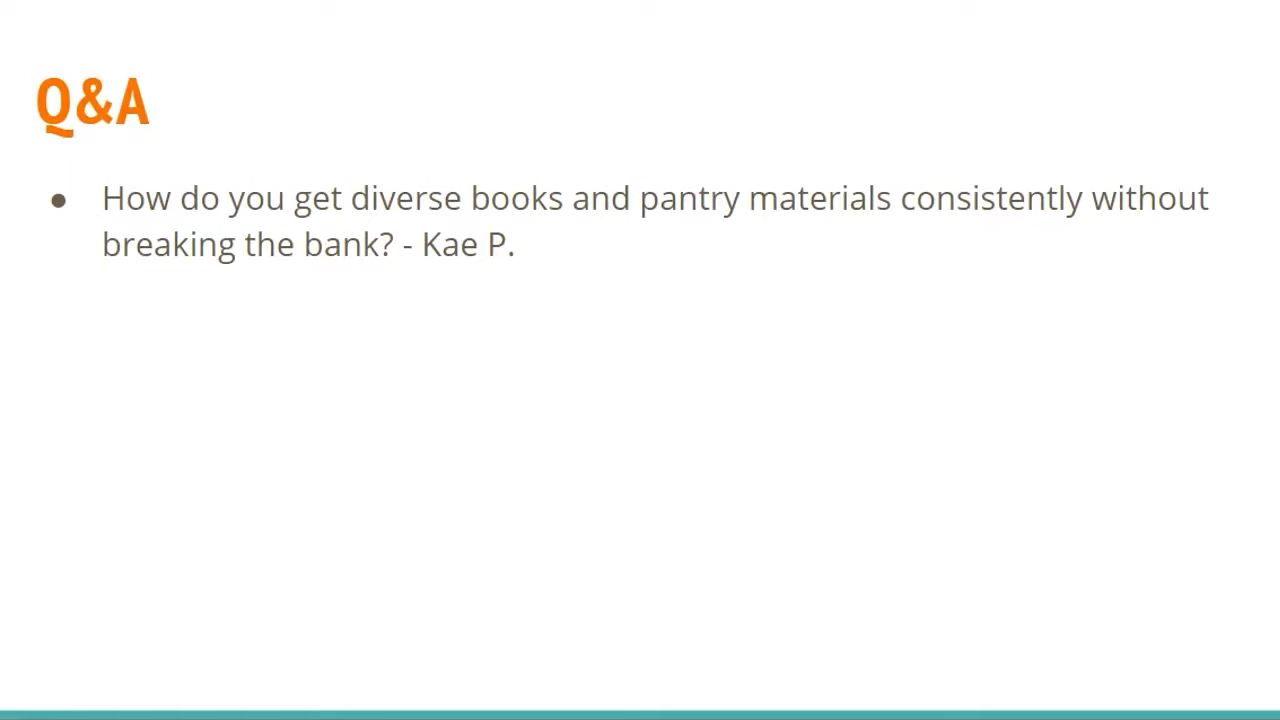 Q&A
● How do you get diverse books and pantry materials consistently without
breaking the bank? - Kae P.